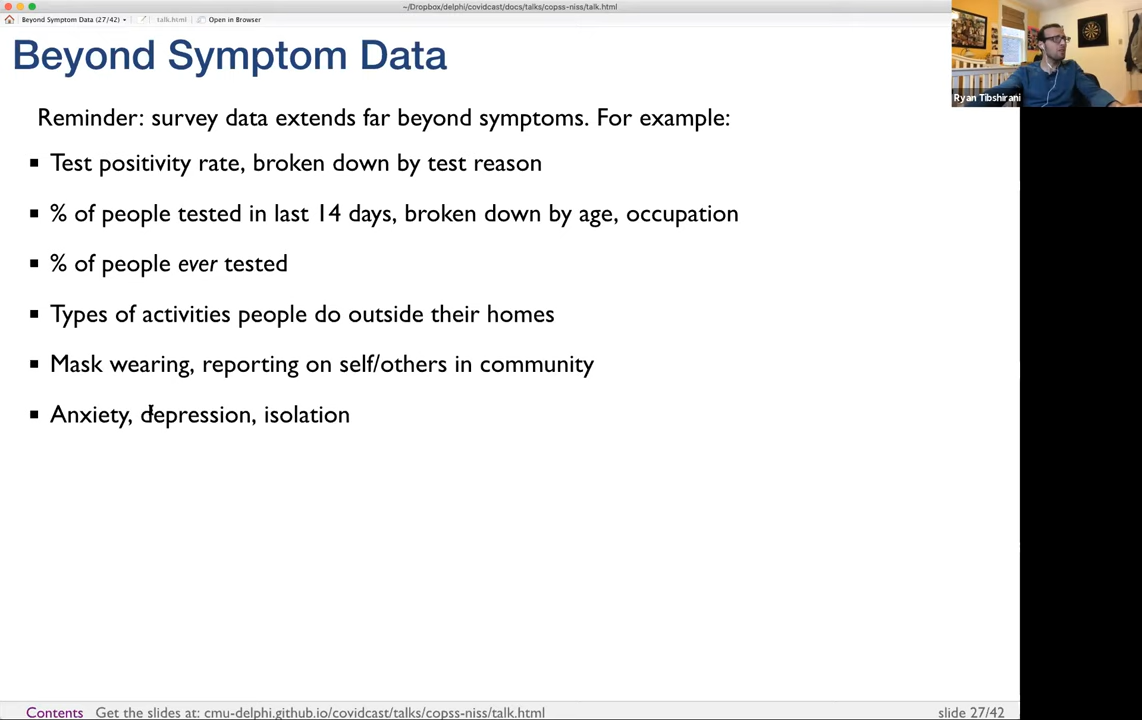 ~/Dropbox/delphi/covidcast/docs/talks/copss-niss/talk.html
Beyond Symptom Data (27/42) talk.html Open in Browser
Beyond Symptom Data
Ryan Tibshirani
Reminder: survey data extends far beyond symptoms. For example:
▪ Test positivity rate, broken down by test reason
▪ % of people tested in last 14 days, broken down by age, occupation
▪ % of people ever tested
▪ Types of activities people do outside their homes
▪ Mask wearing, reporting on self/others in community
▪ Anxiety, depression, isolation
Contents Get the slides at: cmu-delphi.github.io/covidcast/talks/copss-niss/talk.html slide 27/42